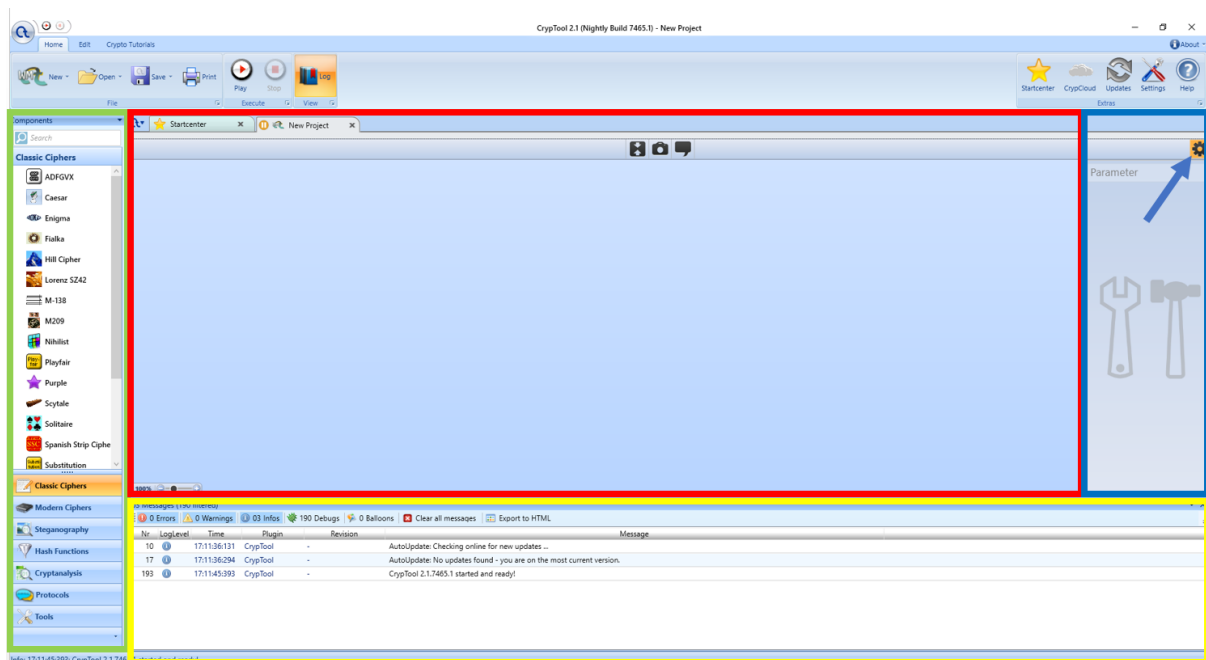 CrypTool 2.1 (Nightly Build 7465.1) - New Project
Home Edit Crypto Tutorials
About
New Open Save Print Play Stop Log
Startcenter CrypCloud Updates Settings Help
File Execute View Extras
omponents
Startcenter New Project
Search
Classic Ciphers
Parameter
ADFGVX
Caesar
Enigma
Fialka
Hill Cipher
Lorenz SZ42
M-138
M209
Nihilist
Playfair
Purple
Scytale
Solitaire
Spanish Strip Ciphe
Substitution
100%
Classic Ciphers
Modern Ciphers
Steganography
Hash Functions
Cryptanalysis
Protocols
Tools
03 Messages (190 filtered)
0 Errors 0 Warnings 03 Infos 190 Debugs 0 Balloons Clear all messages Export to HTML
Nr LogLevel Time Plugin Revision Message
10 17:11:36:131 CrypTool - AutoUpdate: Checking online for new updates ...
17 17:11:36:294 CrypTool - AutoUpdate: No updates found - you are on the most current version.
193 17:11:45:393 CrypTool - CrypTool 2.1.7465.1 started and ready!